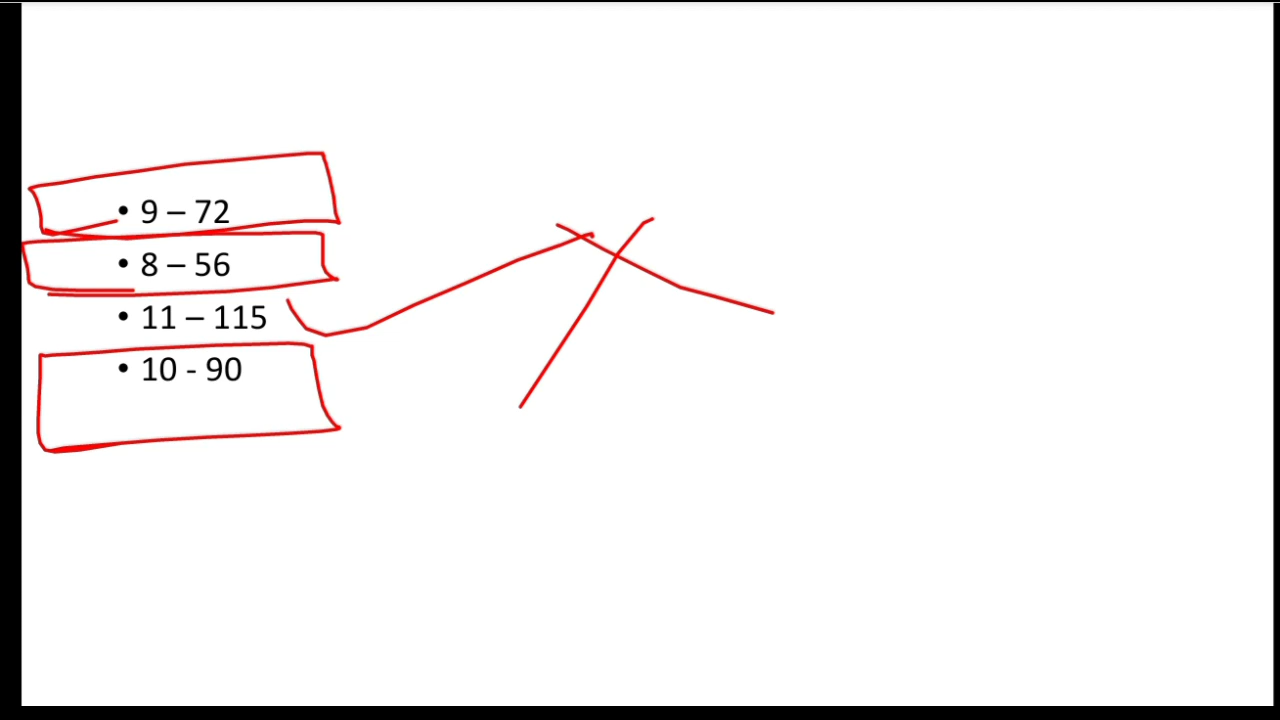 • 9 – 72
• 8 – 56
• 11 – 115
• 10 - 90